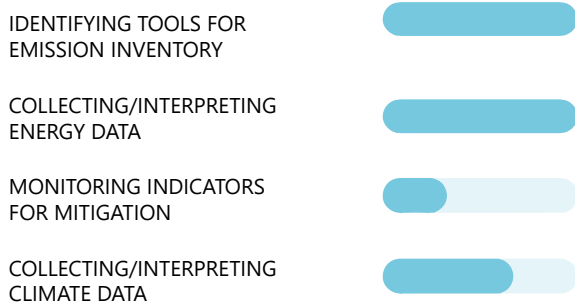 IDENTIFYING TOOLS FOR
EMISSION INVENTORY
COLLECTING/INTERPRETING
ENERGY DATA
MONITORING INDICATORS
FOR MITIGATION
COLLECTING/INTERPRETING
CLIMATE DATA